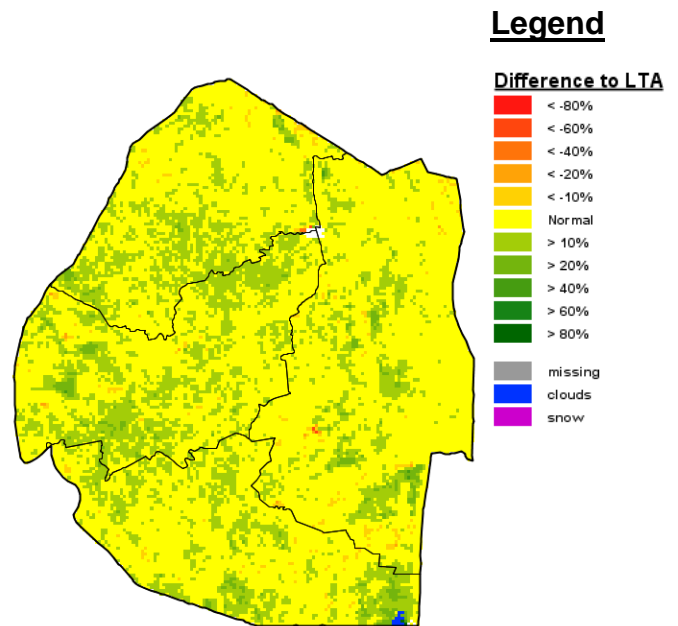 Legend
Difference to LTA
< -80%
< -60%
< -40%
< -20%
< -10%
Normal
> 10%
> 20%
> 40%
> 60%
> 80%
missing
clouds
snow